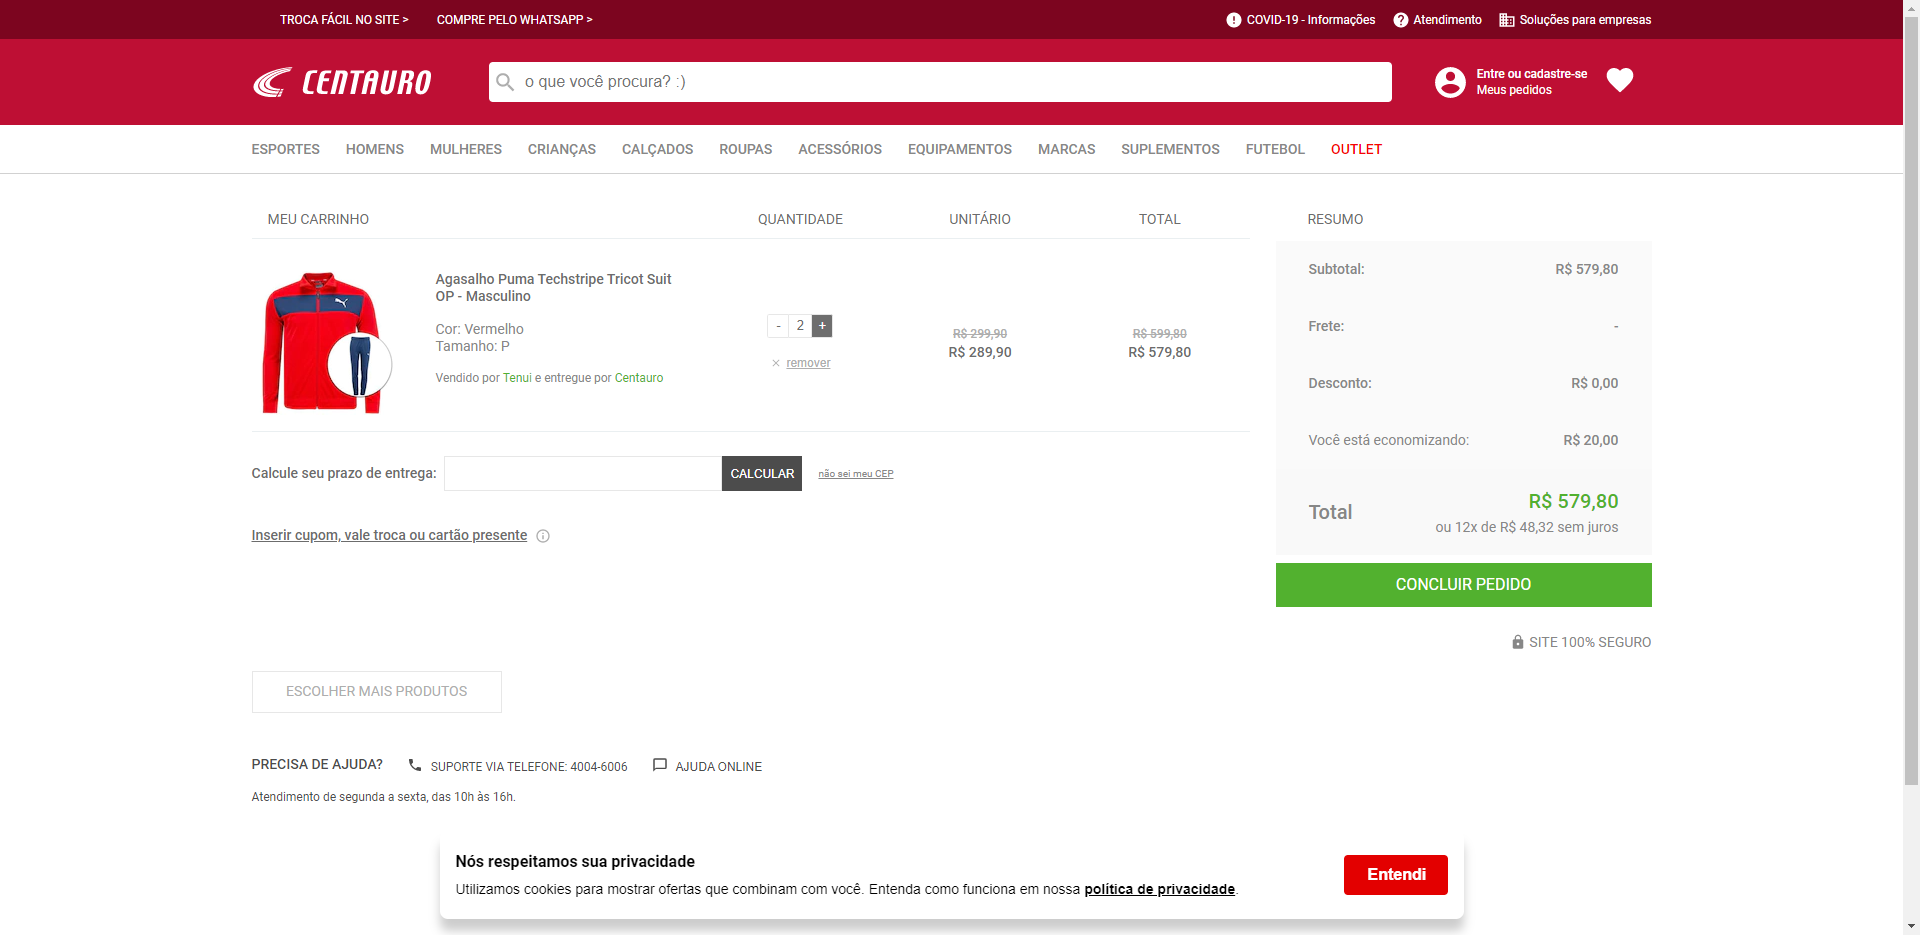 TROCA FÁCIL NO SITE > COMPRE PELO WHATSAPP > COVID-19 - Informações Atendimento Soluções para empresas
CENTAURO o que você procura? :) Entre ou cadastre-se
Meus pedidos
ESPORTES HOMENS MULHERES CRIANÇAS CALÇADOS ROUPAS ACESSÓRIOS EQUIPAMENTOS MARCAS SUPLEMENTOS FUTEBOL OUTLET
MEU CARRINHO QUANTIDADE UNITÁRIO TOTAL
Agasalho Puma Techstripe Tricot Suit
OP - Masculino
Cor: Vermelho
Tamanho: P
Vendido por Tenui e entregue por Centauro
- 2 +
× remover
R$ 299,90
R$ 289,90
R$ 599,80
R$ 579,80
Calcule seu prazo de entrega: CALCULAR não sei meu CEP
Inserir cupom, vale troca ou cartão presente
RESUMO
Subtotal: R$ 579,80
Frete: -
Desconto: R$ 0,00
Você está economizando: R$ 20,00
Total R$ 579,80
ou 12x de R$ 48,32 sem juros
CONCLUIR PEDIDO
SITE 100% SEGURO
ESCOLHER MAIS PRODUTOS
PRECISA DE AJUDA? SUPORTE VIA TELEFONE: 4004-6006 AJUDA ONLINE
Atendimento de segunda a sexta, das 10h às 16h.
Nós respeitamos sua privacidade
Utilizamos cookies para mostrar ofertas que combinam com você. Entenda como funciona em nossa política de privacidade.
Entendi